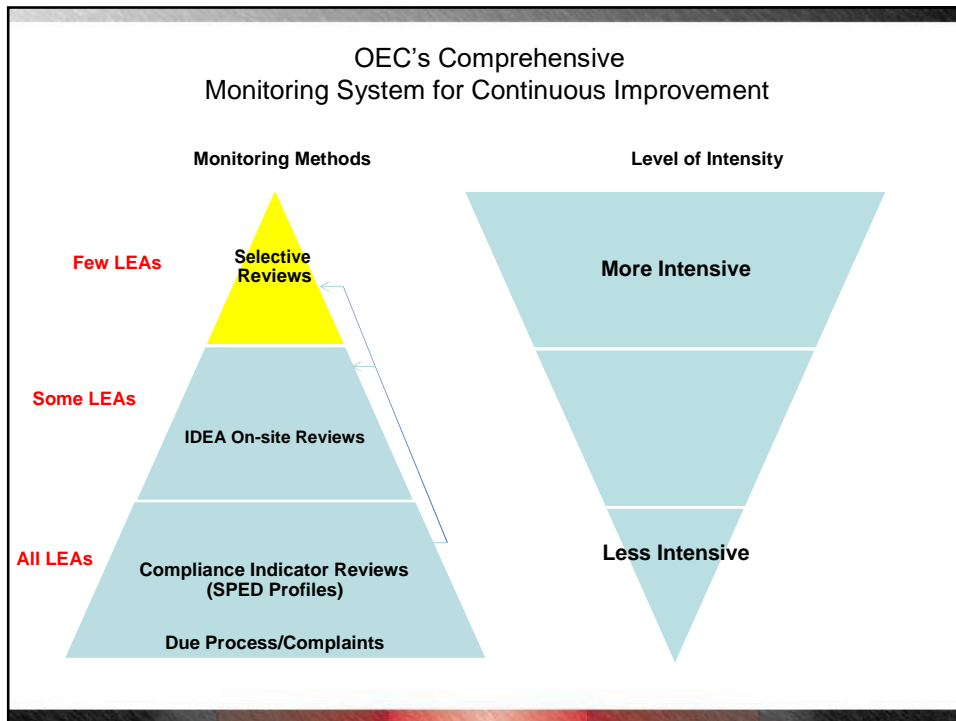 OEC’s Comprehensive
Monitoring System for Continuous Improvement
Monitoring Methods
Level of Intensity
Few LEAs
Selective
Reviews
More Intensive
Some LEAs
IDEA On-site Reviews
All LEAs
Compliance Indicator Reviews
(SPED Profiles)
Due Process/Complaints
Less Intensive